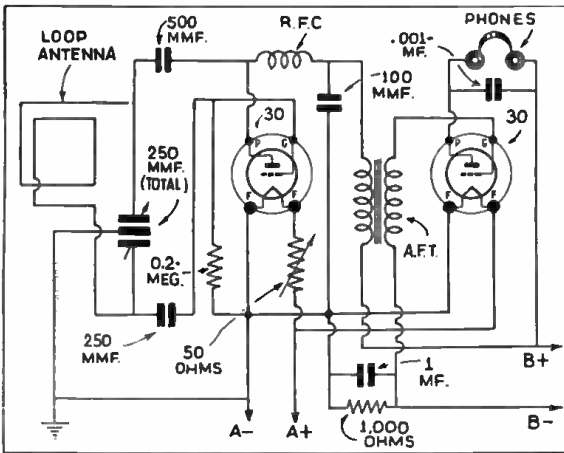 LOOP
ANTENNA
500
MMF.
R.F.C
PHONES
.001-
MF.
100
MMF.
30
30
250
MMF.
(TOTAL)
P
G
F
F
P
G
F
F
0.2-
MEG.
A.F.T.
250
MMF.
50
OHMS
1
MF.
B+
B-
A-
A+
1,000
OHMS